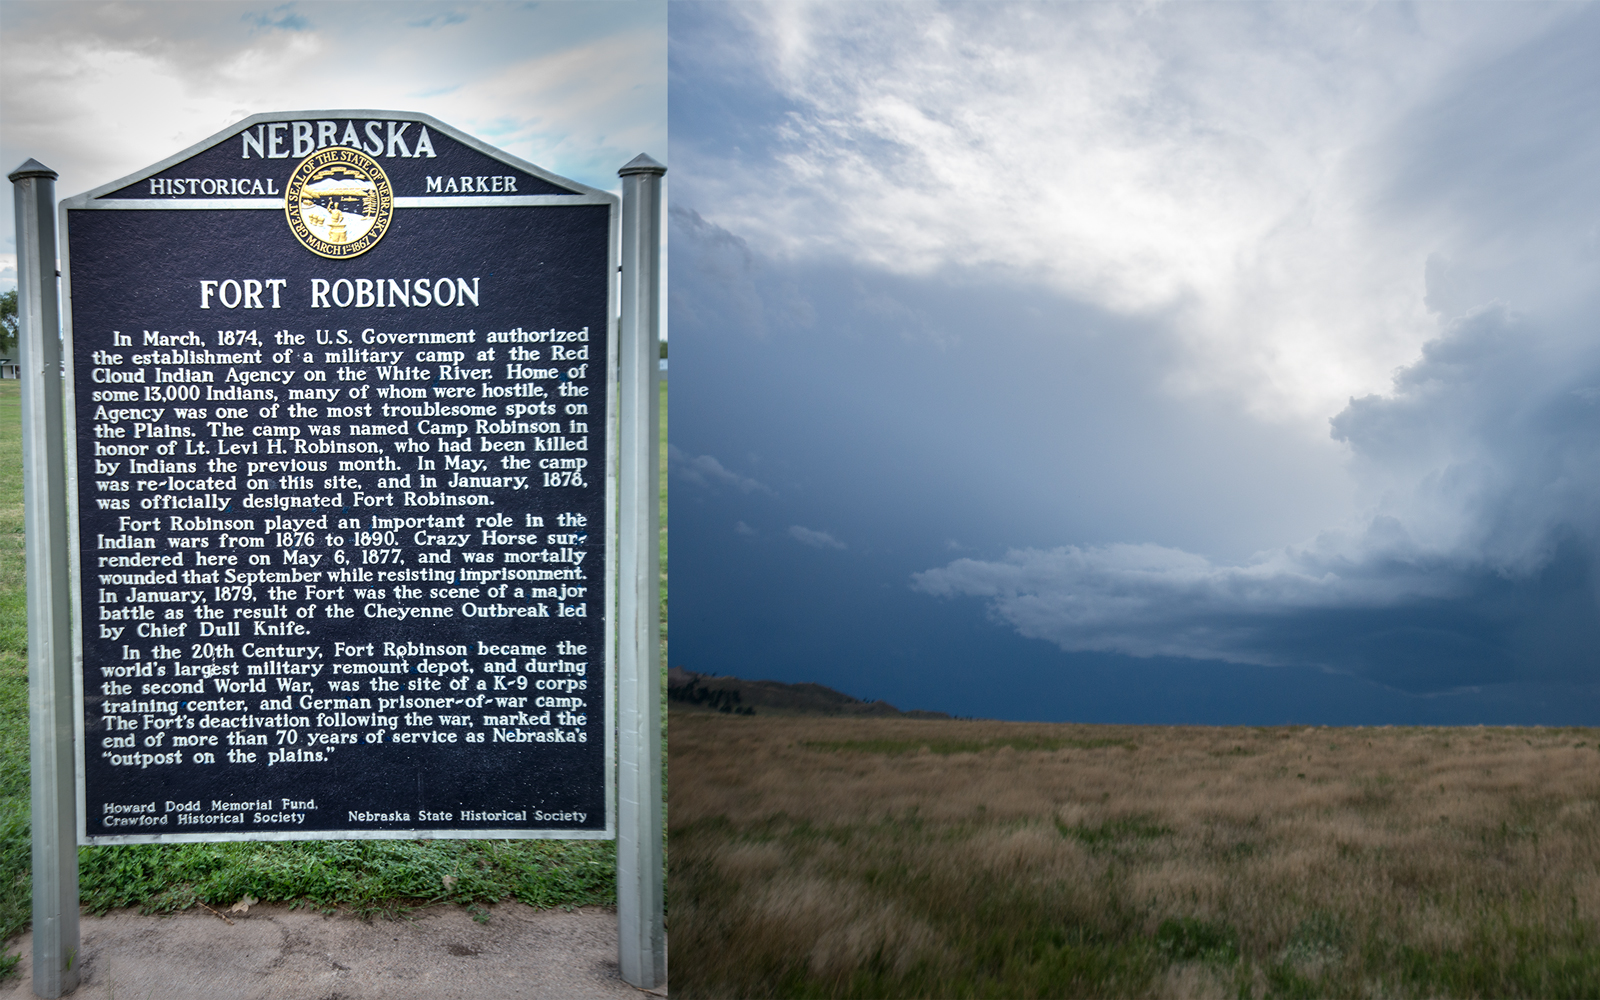 NEBRASKA
HISTORICAL MARKER
GREAT SEAL OF THE STATE OF NEBRASKA
MARCH 1ST 1867
FORT ROBINSON
In March, 1874, the U.S. Government authorized
the establishment of a military camp at the Red
Cloud Indian Agency on the White River. Home of
some 13,000 Indians, many of whom were hostile, the
Agency was one of the most troublesome spots on
the Plains. The camp was named Camp Robinson in
honor of Lt. Levi H. Robinson, who had been killed
by Indians the previous month. In May, the camp
was re-located on this site, and in January, 1878,
was officially designated Fort Robinson.
Fort Robinson played an important role in the
Indian wars from 1876 to 1890. Crazy Horse sur-
rendered here on May 6, 1877, and was mortally
wounded that September while resisting imprisonment.
In January, 1879, the Fort was the scene of a major
battle as the result of the Cheyenne Outbreak led
by Chief Dull Knife.
In the 20th Century, Fort Robinson became the
world's largest military remount depot, and during
the second World War, was the site of a K-9 corps
training center, and German prisoner-of-war camp.
The Fort's deactivation following the war, marked the
end of more than 70 years of service as Nebraska's
"outpost on the plains."
Howard Dodd Memorial Fund,
Crawford Historical Society Nebraska State Historical Society